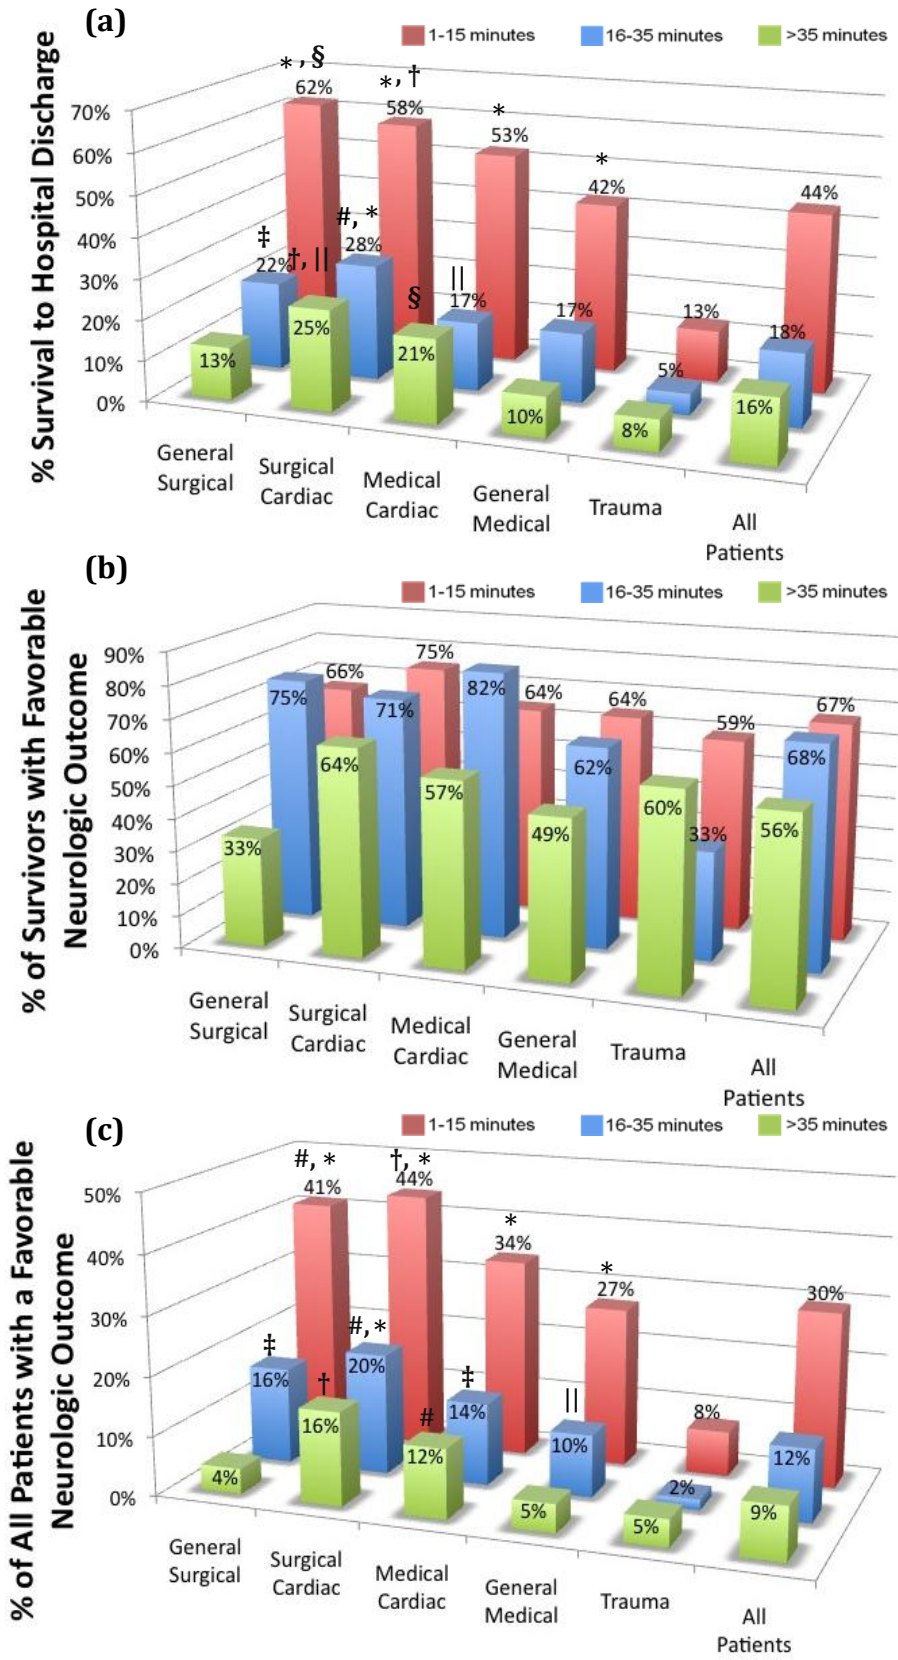 (a)
1-15 minutes 16-35 minutes >35 minutes
% Survival to Hospital Discharge
70%
60%
50%
40%
30%
20%
10%
0%
*, §
62%
*, †
58%
*
53%
*
42%
44%
13%
‡
22%
#, *
28%
||
17%
17%
5%
18%
13%
†, ||
25%
§
21%
10%
8%
16%
General
Surgical
Surgical
Cardiac
Medical
Cardiac
General
Medical
Trauma
All
Patients
(b)
1-15 minutes 16-35 minutes >35 minutes
% of Survivors with Favorable
Neurologic Outcome
90%
80%
70%
60%
50%
40%
30%
20%
10%
0%
66%
75%
64%
64%
59%
67%
75%
71%
82%
62%
33%
68%
33%
64%
57%
49%
60%
56%
General
Surgical
Surgical
Cardiac
Medical
Cardiac
General
Medical
Trauma
All
Patients
(c)
1-15 minutes 16-35 minutes >35 minutes
% of All Patients with a Favorable
Neurologic Outcome
50%
40%
30%
20%
10%
0%
#, *
41%
†, *
44%
*
34%
*
27%
8%
30%
‡
16%
#, *
20%
‡
14%
||
10%
2%
12%
4%
†
16%
#
12%
5%
5%
9%
General
Surgical
Surgical
Cardiac
Medical
Cardiac
General
Medical
Trauma
All
Patients